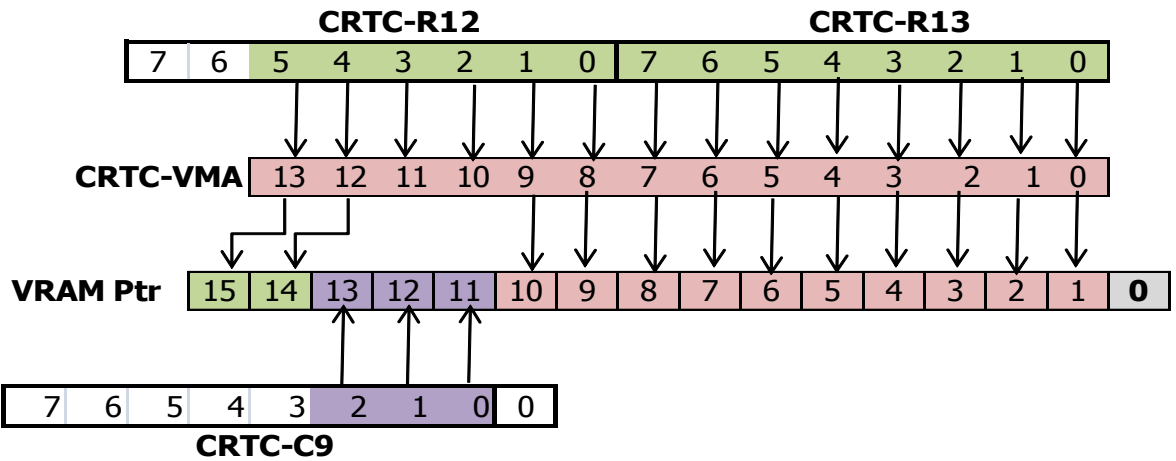 CRTC-R12 CRTC-R13
7 6 5 4 3 2 1 0 7 6 5 4 3 2 1 0
CRTC-VMA 13 12 11 10 9 8 7 6 5 4 3 2 1 0
VRAM Ptr 15 14 13 12 11 10 9 8 7 6 5 4 3 2 1 0
7 6 5 4 3 2 1 0 0
CRTC-C9